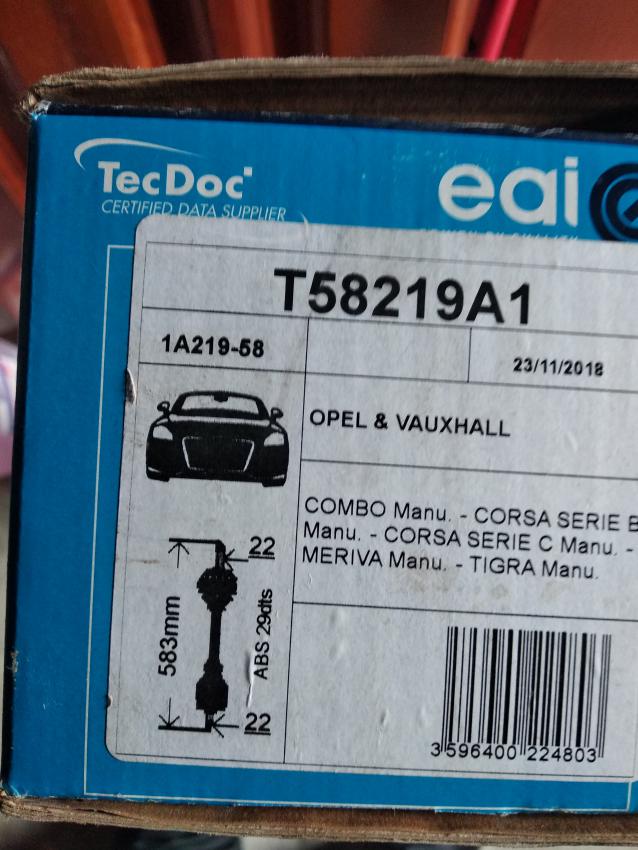 TecDoc
CERTIFIED DATA SUPPLIER
eai
T58219A1
1A219-58
23/11/2018
OPEL & VAUXHALL
COMBO Manu. - CORSA SERIE B
Manu. - CORSA SERIE C Manu. -
MERIVA Manu. - TIGRA Manu.
22
583mm
ABS 29dts
22
3 596400 224803